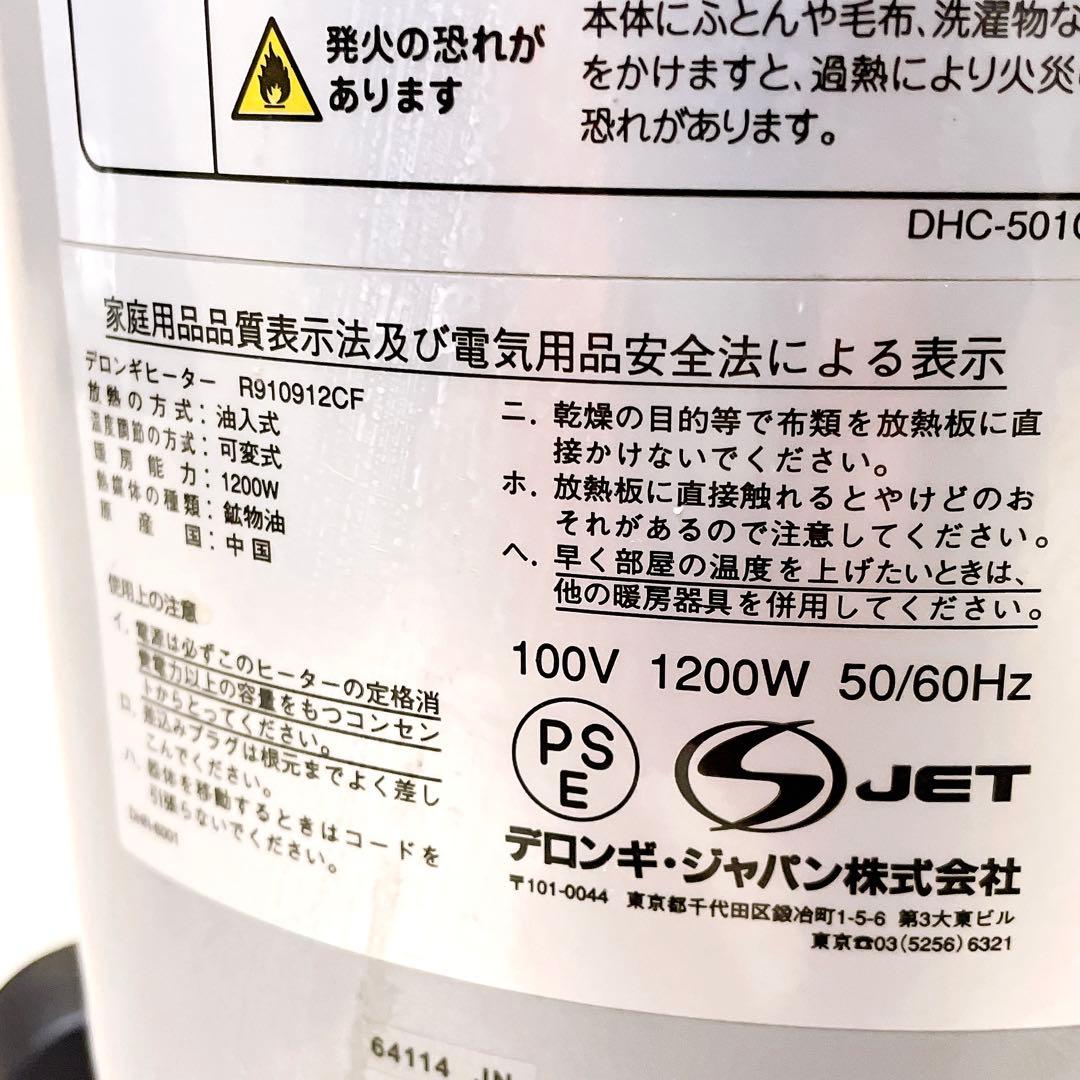 発火の恐れが
あります
本体にふとんや毛布、洗濯物な
をかけますと、過熱により火災
恐れがあります。
DHC-501
家庭用品品質表示法及び電気用品安全法による表示
デロンギヒーター R910912CF
放熱の方式：油入式
温度調節の方式：可変式
暖房能力：1200W
熱媒体の種類：鉱物油
原産国：中国
使用上の注意
イ. 電源は必ずこのヒーターの定格消
費電力以上の容量をもつコンセン
トからとってください。
ロ. 差込みプラグは根元までよく差し
こんでください。
ハ. 器体を移動するときはコードを
引張らないでください。
DHR-6001
ニ. 乾燥の目的等で布類を放熱板に直
接かけないでください。
ホ. 放熱板に直接触れるとやけどのお
それがあるので注意してください。
ヘ. 早く部屋の温度を上げたいときは、
他の暖房器具を併用してください。
100V 1200W 50/60Hz
PS
E
JET
デロンギ・ジャパン株式会社
〒101-0044 東京都千代田区鍛冶町1-5-6 第3大東ビル
東京☎03(5256)6321
64114 JN